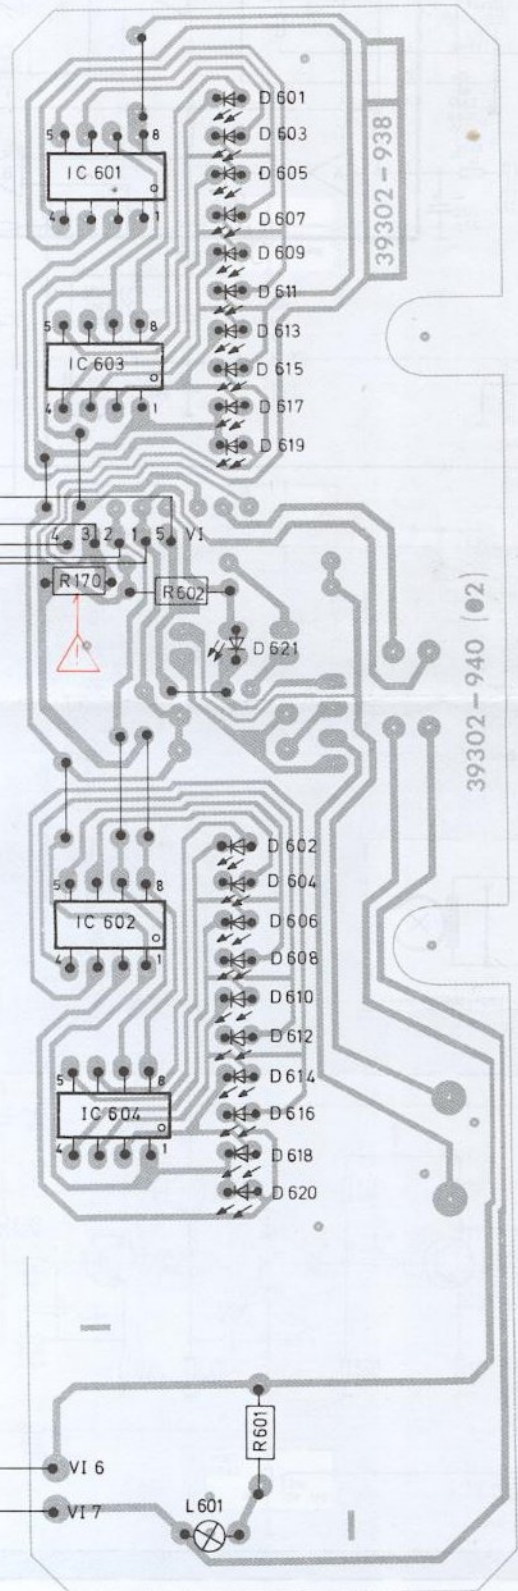 D 601
D 603
5 8
IC 601
D 605
4 1
D 607
39302-938
D 609
D 611
5 8
D 613
IC 603
D 615
4 1
D 617
D 619
4 3 2 1 5 VI
R170
R602
!
D 621
39302-940 (02)
D 602
5 8
D 604
IC 602
D 606
4 1
D 608
D 610
D 612
5 8
D 614
IC 604
D 616
4 1
D 618
D 620
R601
VI 6
VI 7
L601